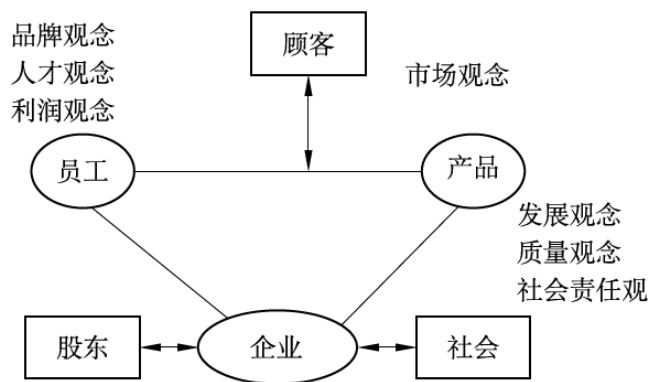 品牌观念
人才观念
利润观念
顾客
市场观念
员工
产品
发展观念
质量观念
社会责任观
股东
企业
社会